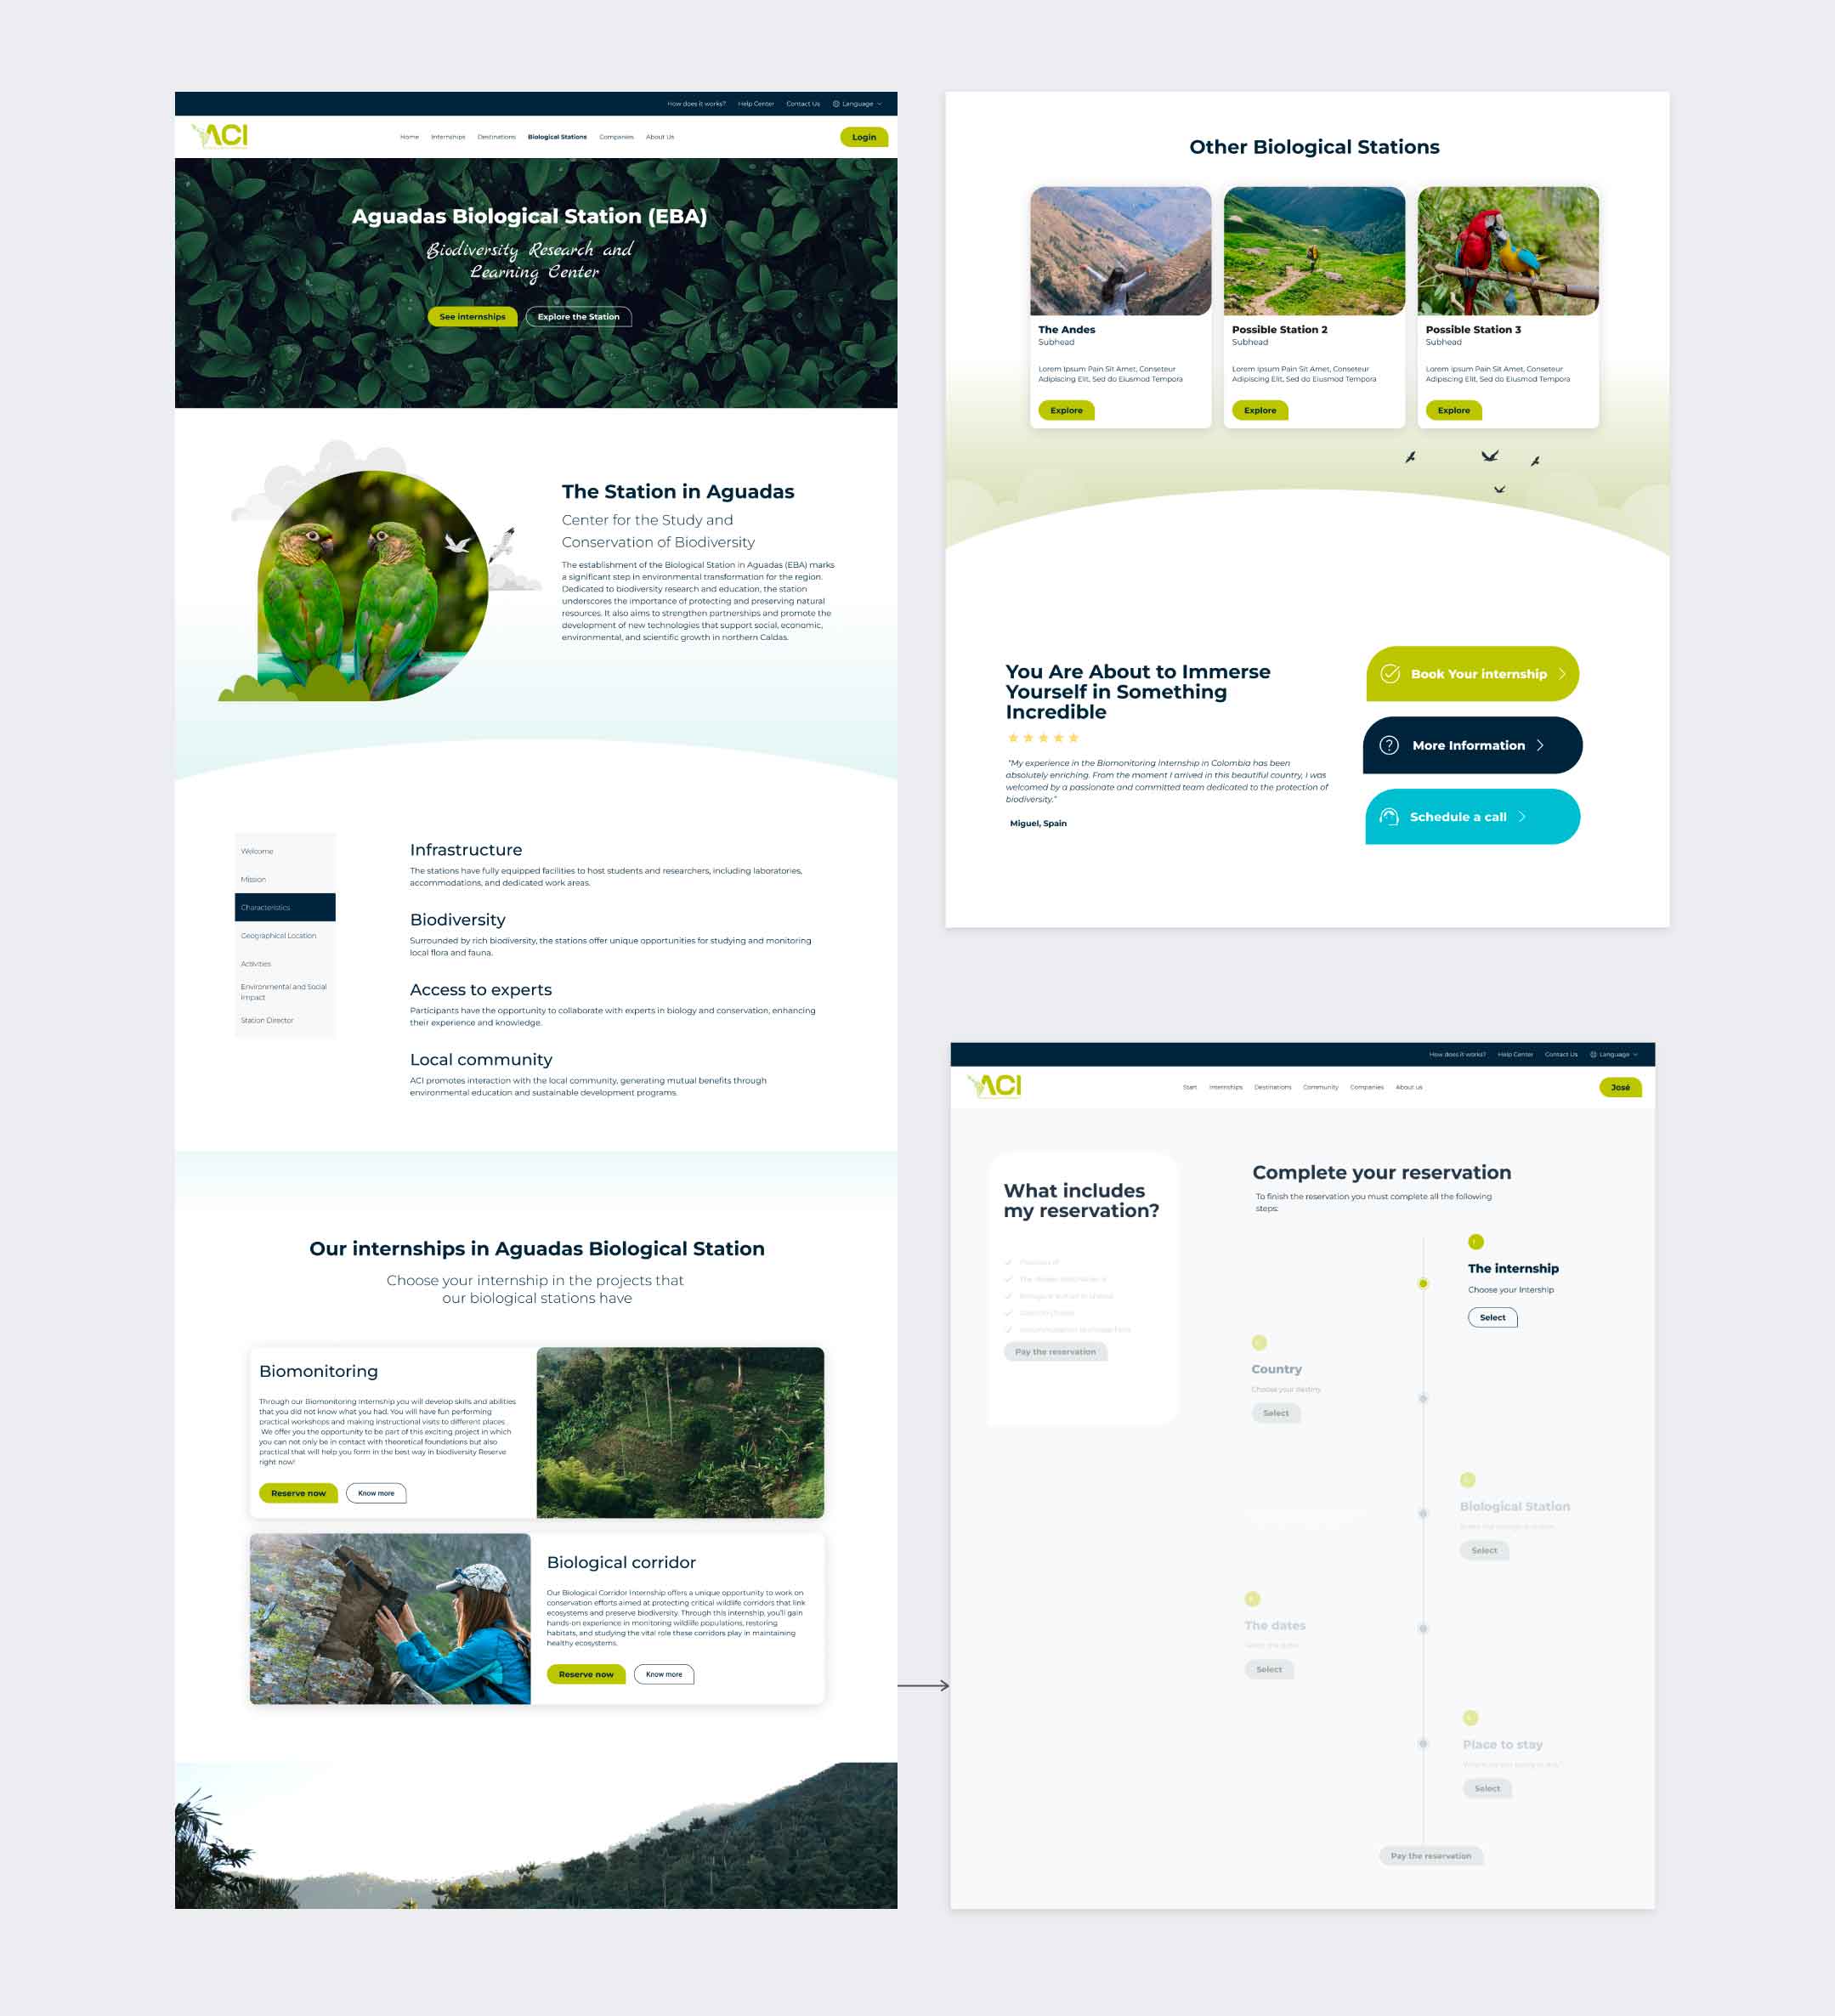 How does it works? Help Center Contact Us Language
ACI
Home Internships Destinations Biological Stations Companies About Us
Login
Aguadas Biological Station (EBA)
Biodiversity Research and
Learning Center
See internships Explore the Station
The Station in Aguadas
Center for the Study and
Conservation of Biodiversity
The establishment of the Biological Station in Aguadas (EBA) marks
a significant step in environmental transformation for the region.
Dedicated to biodiversity research and education, the station
underscores the importance of protecting and preserving natural
resources. It also aims to strengthen partnerships and promote the
development of new technologies that support social, economic,
environmental, and scientific growth in northern Caldas.
Welcome
Mission
Characteristics
Geographical Location
Activities
Environmental and Social
Impact
Station Director
Infrastructure
The stations have fully equipped facilities to host students and researchers, including laboratories,
accommodations, and dedicated work areas.
Biodiversity
Surrounded by rich biodiversity, the stations offer unique opportunities for studying and monitoring
local flora and fauna.
Access to experts
Participants have the opportunity to collaborate with experts in biology and conservation, enhancing
their experience and knowledge.
Local community
ACI promotes interaction with the local community, generating mutual benefits through
environmental education and sustainable development programs.
Our internships in Aguadas Biological Station
Choose your internship in the projects that
our biological stations have
Biomonitoring
Through our Biomonitoring internship you will develop skills and abilities
that you did not know what you had. You will have fun performing
practical workshops and making instructional visits to different places
We offer you the opportunity to be part of this exciting project in which
you can not only be in contact with theoretical foundations but also
practical that will help you form in the best way in biodiversity Reserve
right now!
Reserve now Know more
Biological corridor
Our Biological Corridor Internship offers a unique opportunity to work on
conservation efforts aimed at protecting critical wildlife corridors that link
ecosystems and preserve biodiversity. Through this internship, you'll gain
hands-on experience in monitoring wildlife populations, restoring
habitats, and studying the vital role these corridors play in maintaining
healthy ecosystems.
Reserve now Know more
Other Biological Stations
The Andes
Subhead
Lorem Ipsum Pain Sit Amet, Conseteur
Adipiscing Elit, Sed do Eiusmod Tempora
Explore
Possible Station 2
Subhead
Lorem Ipsum Pain Sit Amet, Conseteur
Adipiscing Elit, Sed do Eiusmod Tempora
Explore
Possible Station 3
Subhead
Lorem Ipsum Pain Sit Amet, Conseteur
Adipiscing Elit, Sed do Eiusmod Tempora
Explore
You Are About to Immerse
Yourself in Something
Incredible
"My experience in the Biomonitoring internship in Colombia has been
absolutely enriching. From the moment I arrived in this beautiful country, I was
welcomed by a passionate and committed team dedicated to the protection of
biodiversity."
Miguel, Spain
Book Your internship
More Information
Schedule a call
How does it works? Help Center Contact Us Language
ACI
Start Internships Destinations Community Companies About us
José
What includes
my reservation?
Pay the reservation
Complete your reservation
To finish the reservation you must complete all the following
steps:
The internship
Choose your Intership
Select
Country
Choose your destiny
Select
Biological Station
Select
The dates
Select
Place to stay
Select
Pay the reservation